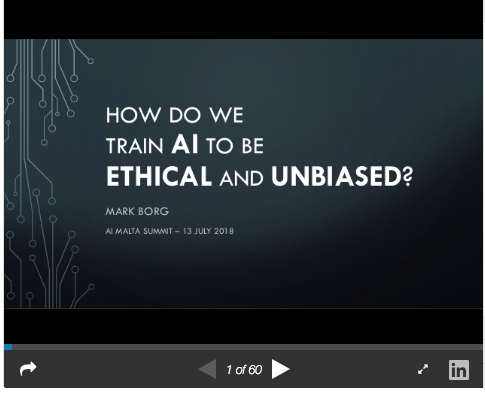 HOW DO WE
TRAIN AI TO BE
ETHICAL AND UNBIASED?
MARK BORG
AI MALTA SUMMIT – 13 JULY 2018
1 of 60
in